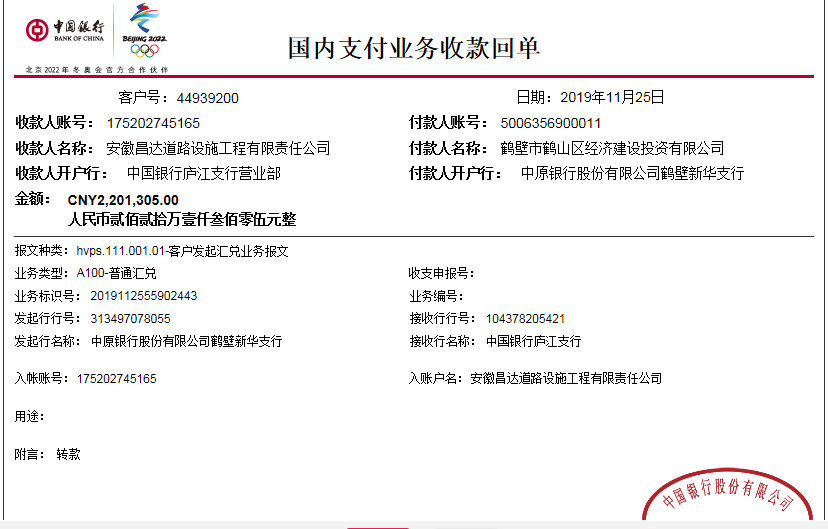 中国银行
BANK OF CHINA
BEIJING 2022
北京2022年冬奥会官方合作伙伴
国内支付业务收款回单
客户号：44939200 日期：2019年11月25日
收款人账号：175202745165 付款人账号：5006356900011
收款人名称：安徽昌达道路设施工程有限责任公司 付款人名称：鹤壁市鹤山区经济建设投资有限公司
收款人开户行：中国银行庐江支行营业部 付款人开户行：中原银行股份有限公司鹤壁新华支行
金额：CNY2,201,305.00
人民币贰佰贰拾万壹仟叁佰零伍元整
报文种类：hvps.111.001.01-客户发起汇兑业务报文
业务类型：A100-普通汇兑 收支申报号：
业务标识号：2019112555902443 业务编号：
发起行行号：313497078055 接收行行号：104378205421
发起行名称：中原银行股份有限公司鹤壁新华支行 接收行名称：中国银行庐江支行
入帐账号：175202745165 入账户名：安徽昌达道路设施工程有限责任公司
用途：
附言：转款
中国银行股份有限公司